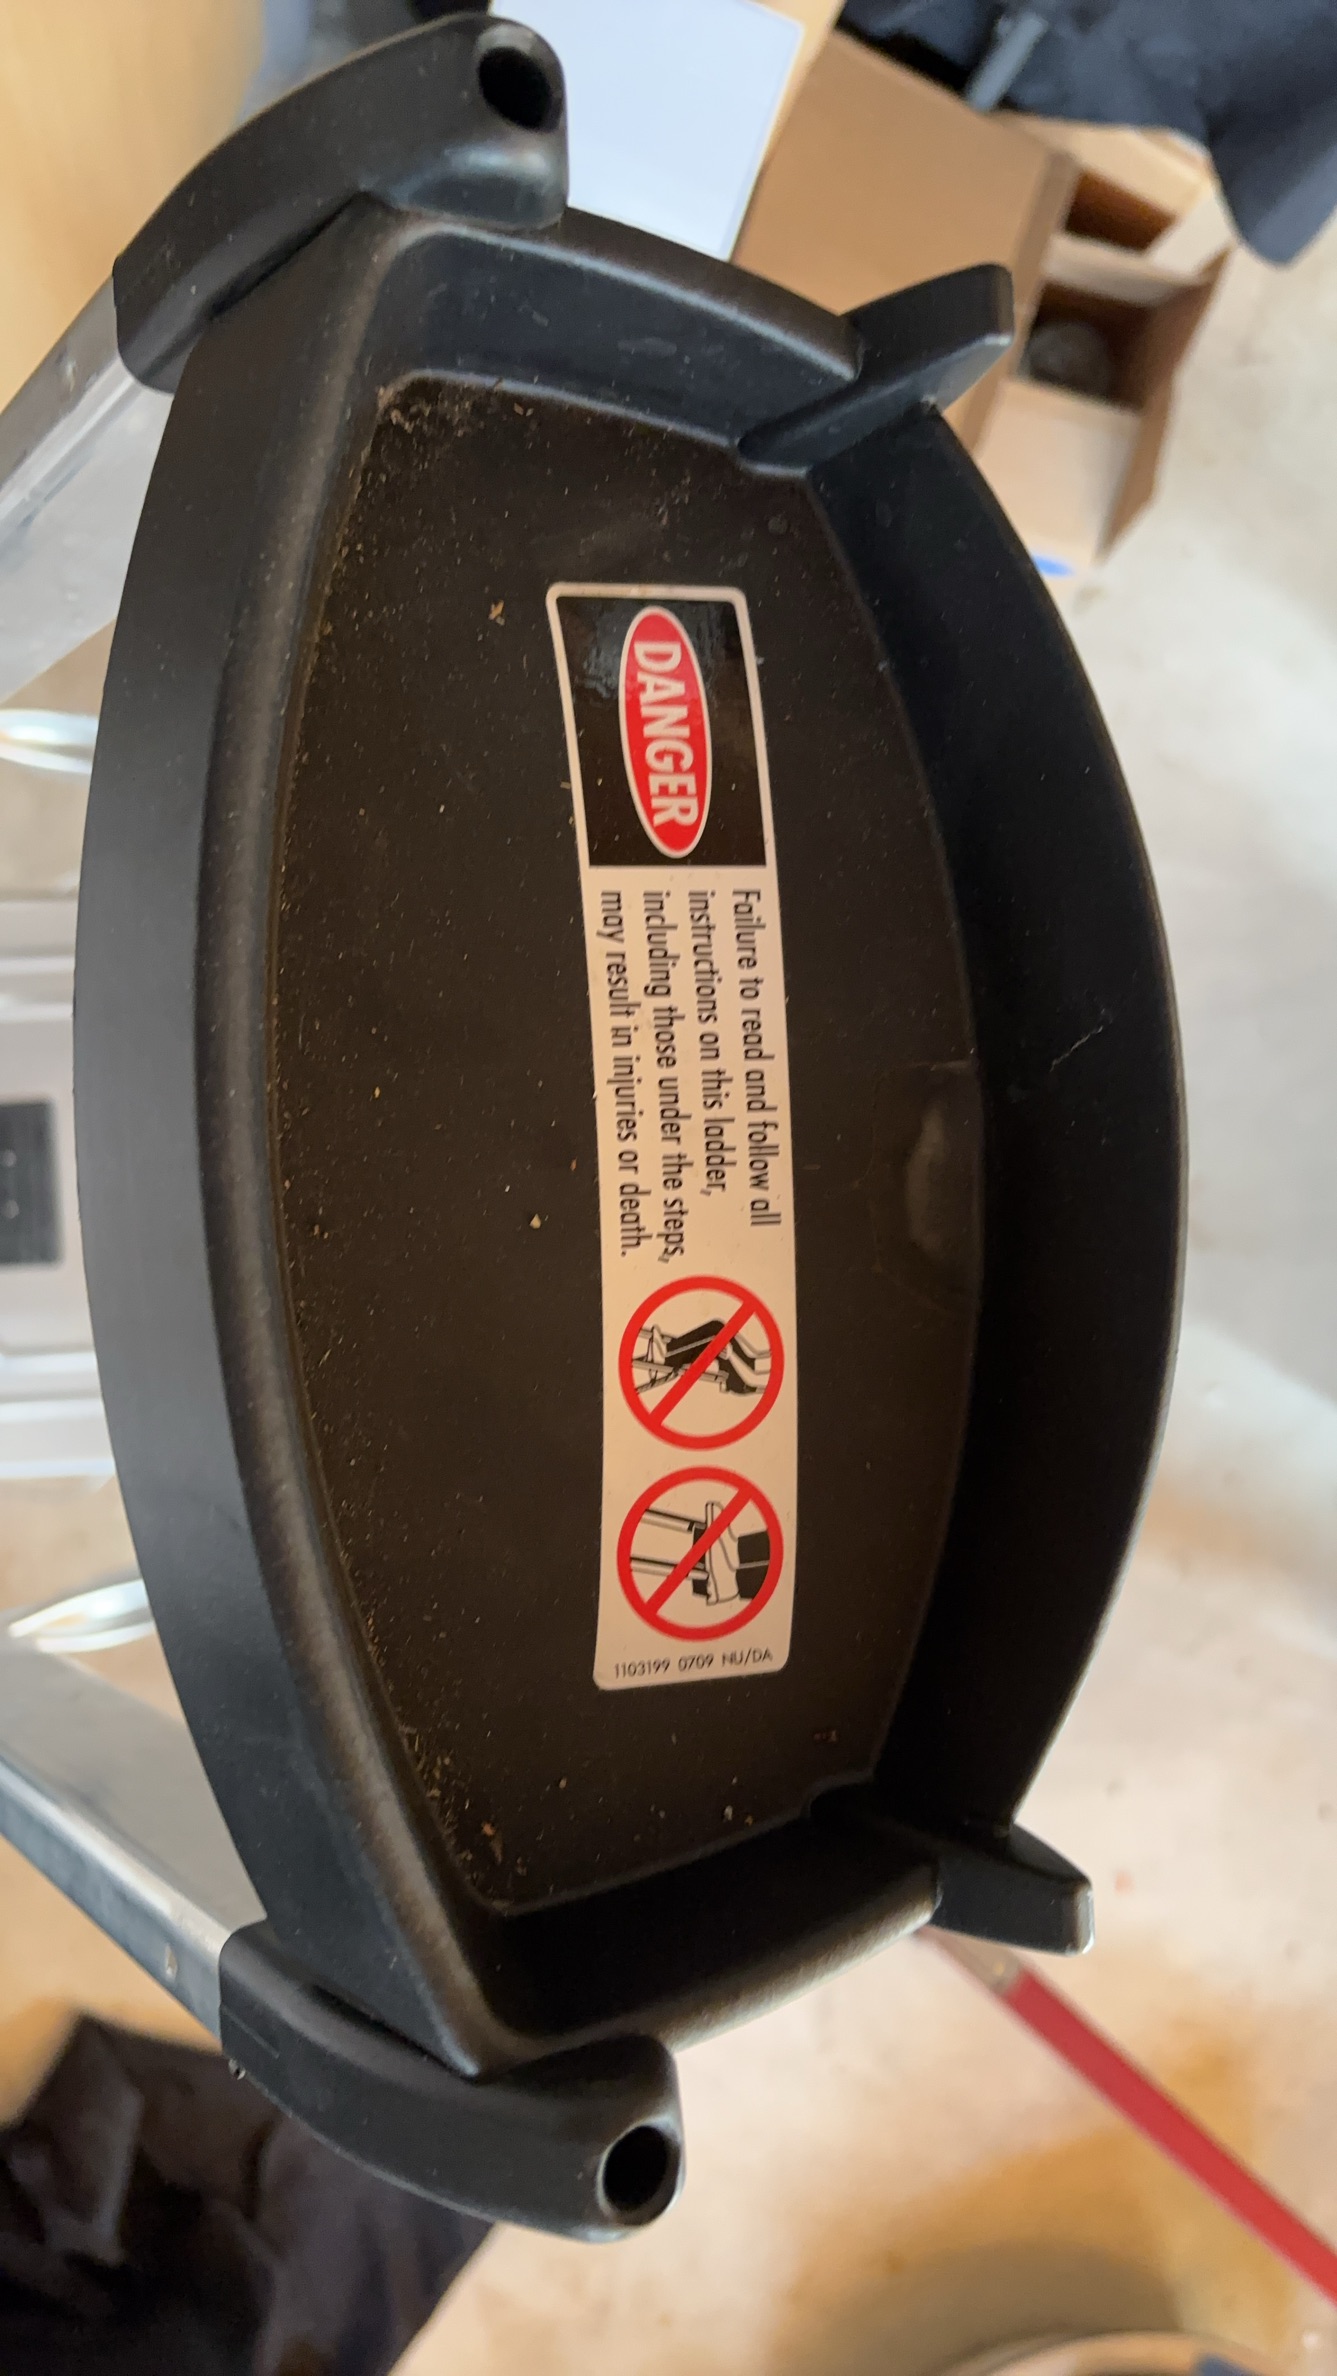 DANGER
Failure to read and follow all
instructions on this ladder,
including those under the steps,
may result in injuries or death.
1103199 0709 NU/DA